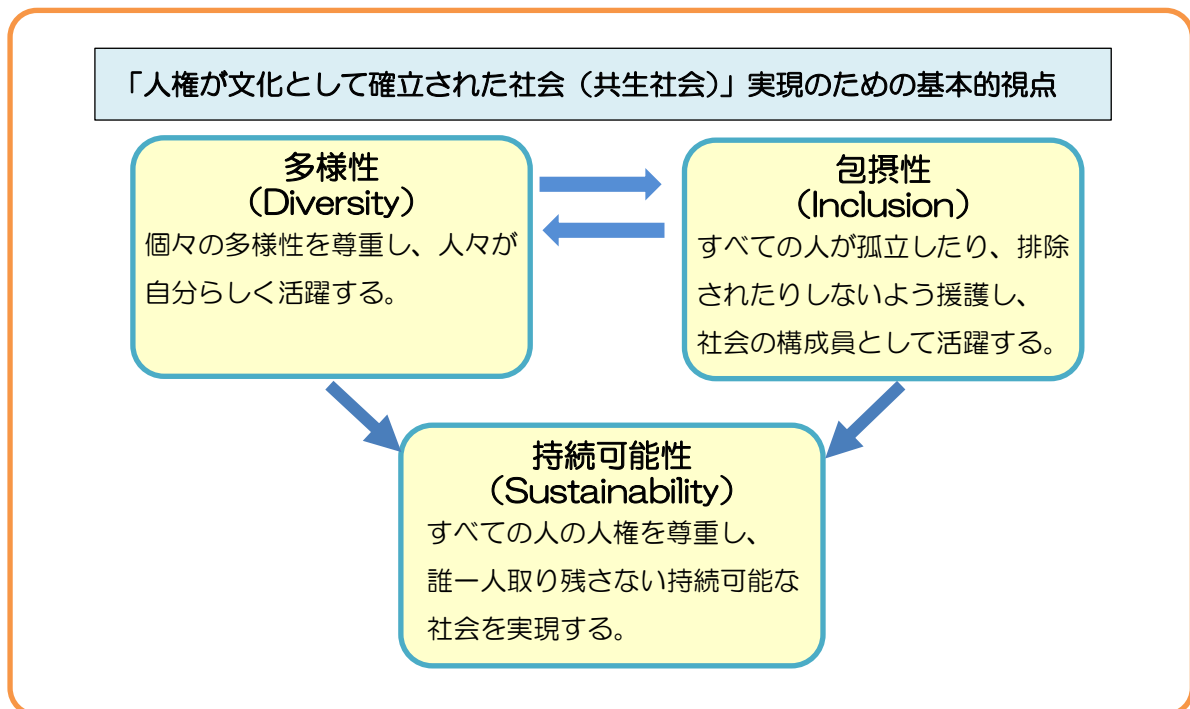 「人権が文化として確立された社会（共生社会）」実現のための基本的視点
多様性
（Diversity）
個々の多様性を尊重し、人々が
自分らしく活躍する。
包摂性
（Inclusion）
すべての人が孤立したり、排除
されたりしないよう援護し、
社会の構成員として活躍する。
持続可能性
（Sustainability）
すべての人の人権を尊重し、
誰一人取り残さない持続可能な
社会を実現する。